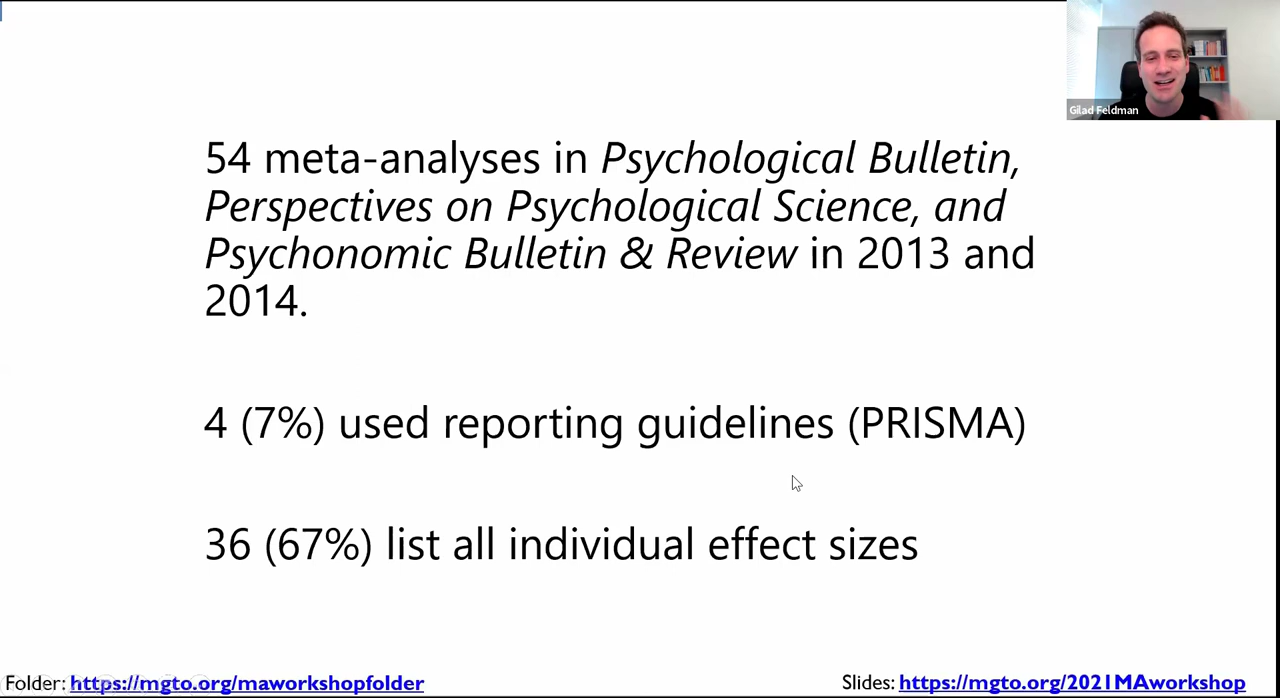 Gilad Feldman
54 meta-analyses in Psychological Bulletin,
Perspectives on Psychological Science, and
Psychonomic Bulletin & Review in 2013 and
2014.
4 (7%) used reporting guidelines (PRISMA)
36 (67%) list all individual effect sizes
Folder: https://mgto.org/maworkshopfolder
Slides: https://mgto.org/2021MAworkshop